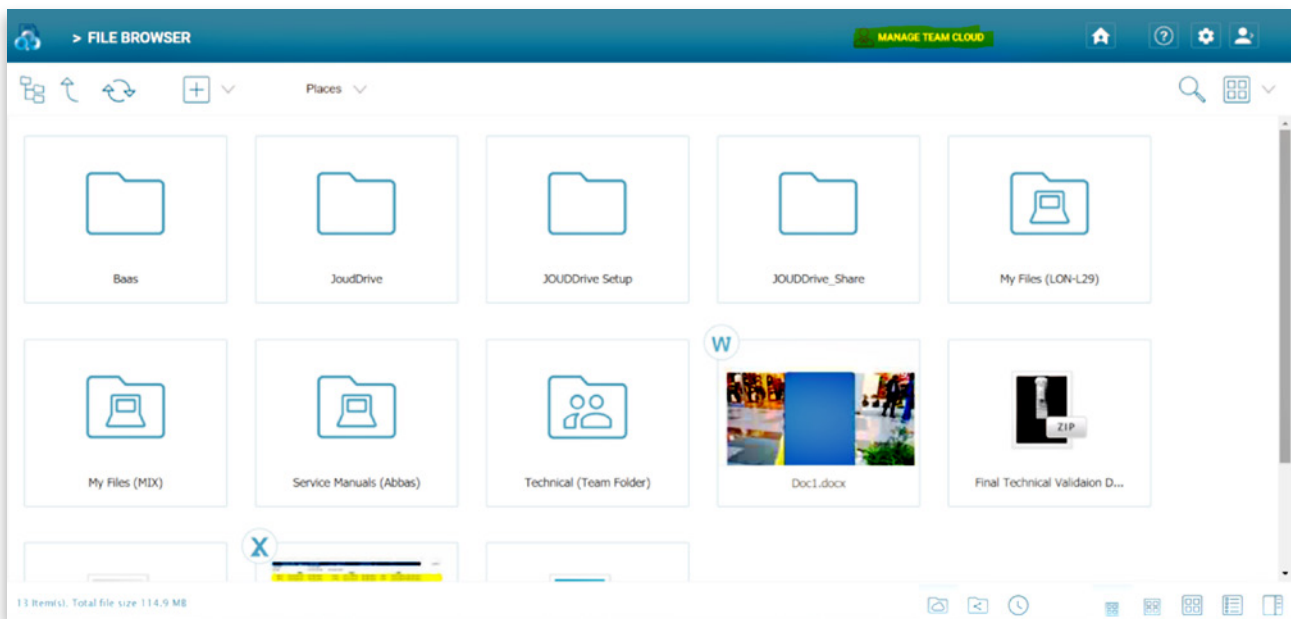 > FILE BROWSER
MANAGE TEAM CLOUD
Places
Baas
JoudDrive
JOUDDrive Setup
JOUDDrive_Share
My Files (LON-L29)
W
ZIP
My Files (MIX)
Service Manuals (Abbas)
Technical (Team Folder)
Doc1.docx
Final Technical Validaion D...
X
13 Item(s). Total file size 114.9 MB